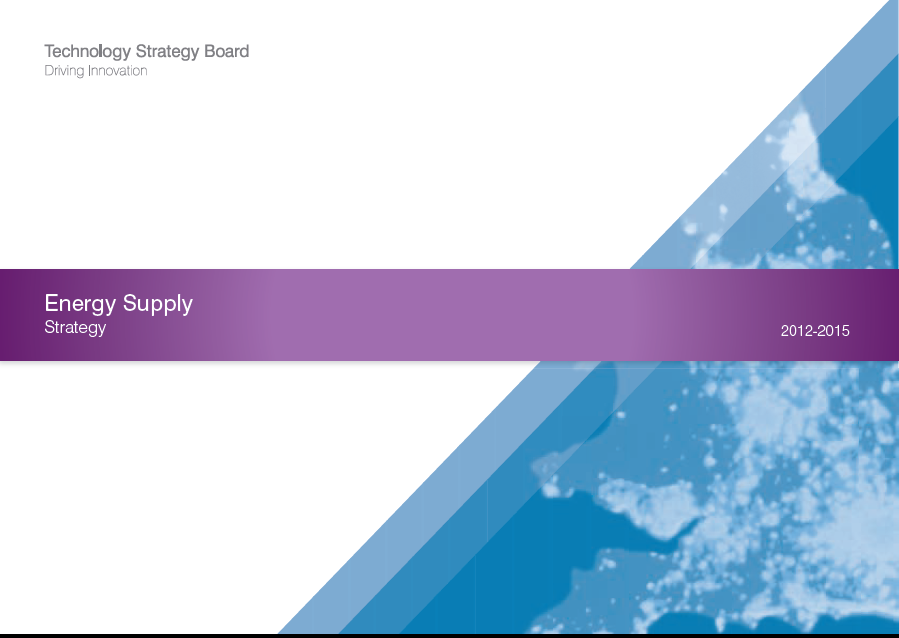 Technology Strategy Board
Driving Innovation
Energy Supply
Strategy
2012-2015